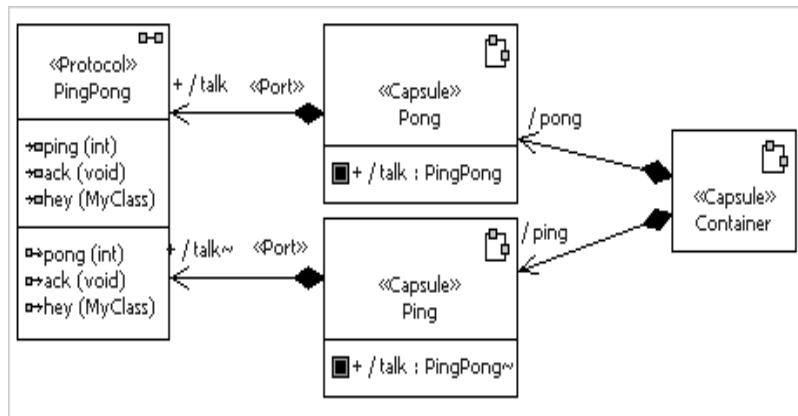 «Protocol»
PingPong
ping (int)
ack (void)
hey (MyClass)
pong (int)
ack (void)
hey (MyClass)
+ / talk
«Port»
+ / talk~
«Port»
«Capsule»
Pong
+ / talk : PingPong
«Capsule»
Ping
+ / talk : PingPong~
/ pong
/ ping
«Capsule»
Container